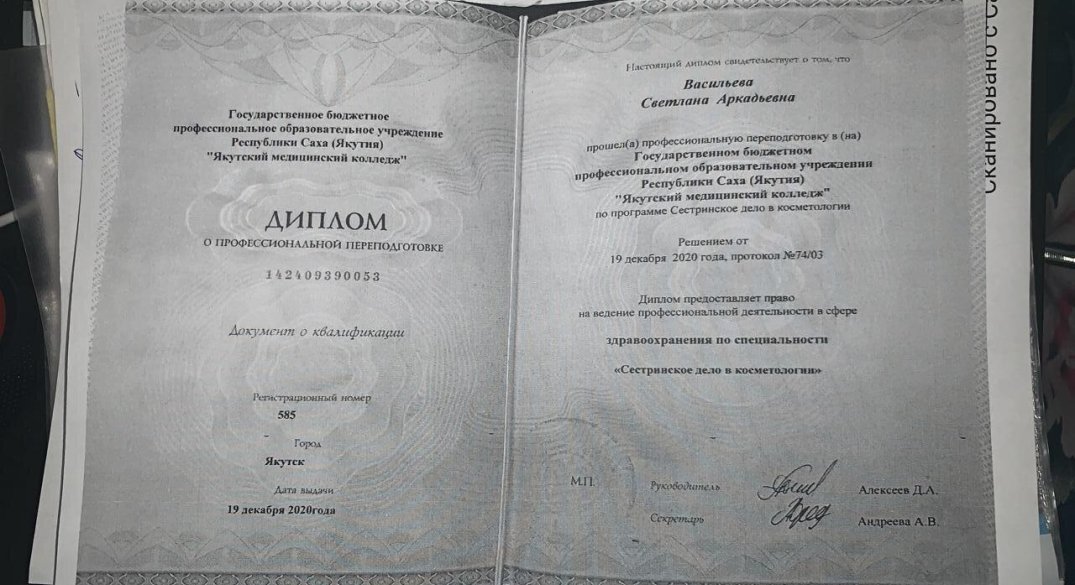 Государственное бюджетное
профессиональное образовательное учреждение
Республики Саха (Якутия)
"Якутский медицинский колледж"
ДИПЛОМ
О ПРОФЕССИОНАЛЬНОЙ ПЕРЕПОДГОТОВКЕ
142409390053
Документ о квалификации
Регистрационный номер
585
Город
Якутск
Дата выдачи
19 декабря 2020года
Настоящий диплом свидетельствует о том, что
Васильева
Светлана Аркадьевна
прошел(а) профессиональную переподготовку в (на)
Государственном бюджетном
профессиональном образовательном учреждении
Республики Саха (Якутия)
"Якутский медицинский колледж"
по программе Сестринское дело в косметологии
Решением от
19 декабря 2020 года, протокол №74/03
Диплом предоставляет право
на ведение профессиональной деятельности в сфере
здравоохранения по специальности
«Сестринское дело в косметологии»
М.П.
Руководитель
Алексеев Д.А.
Секретарь
Андреева А.В.
Сканировано с